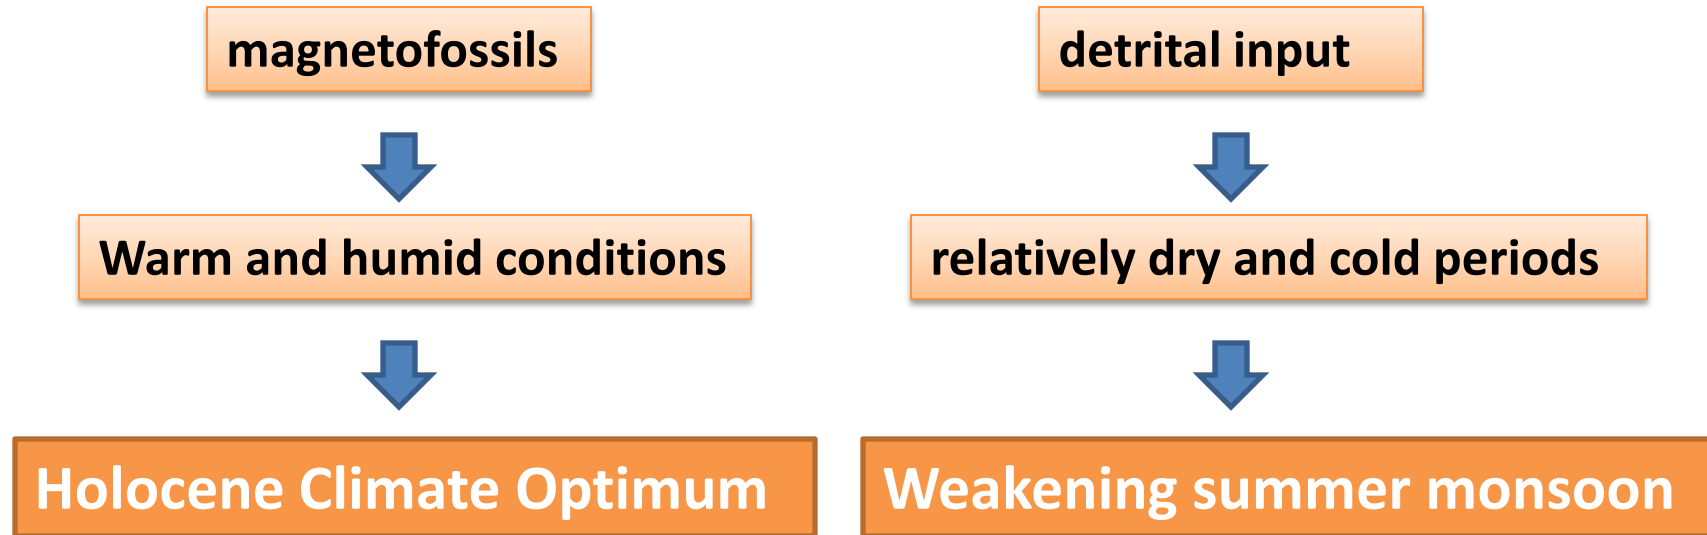 magnetofossils
detrital input
Warm and humid conditions
relatively dry and cold periods
Holocene Climate Optimum
Weakening summer monsoon